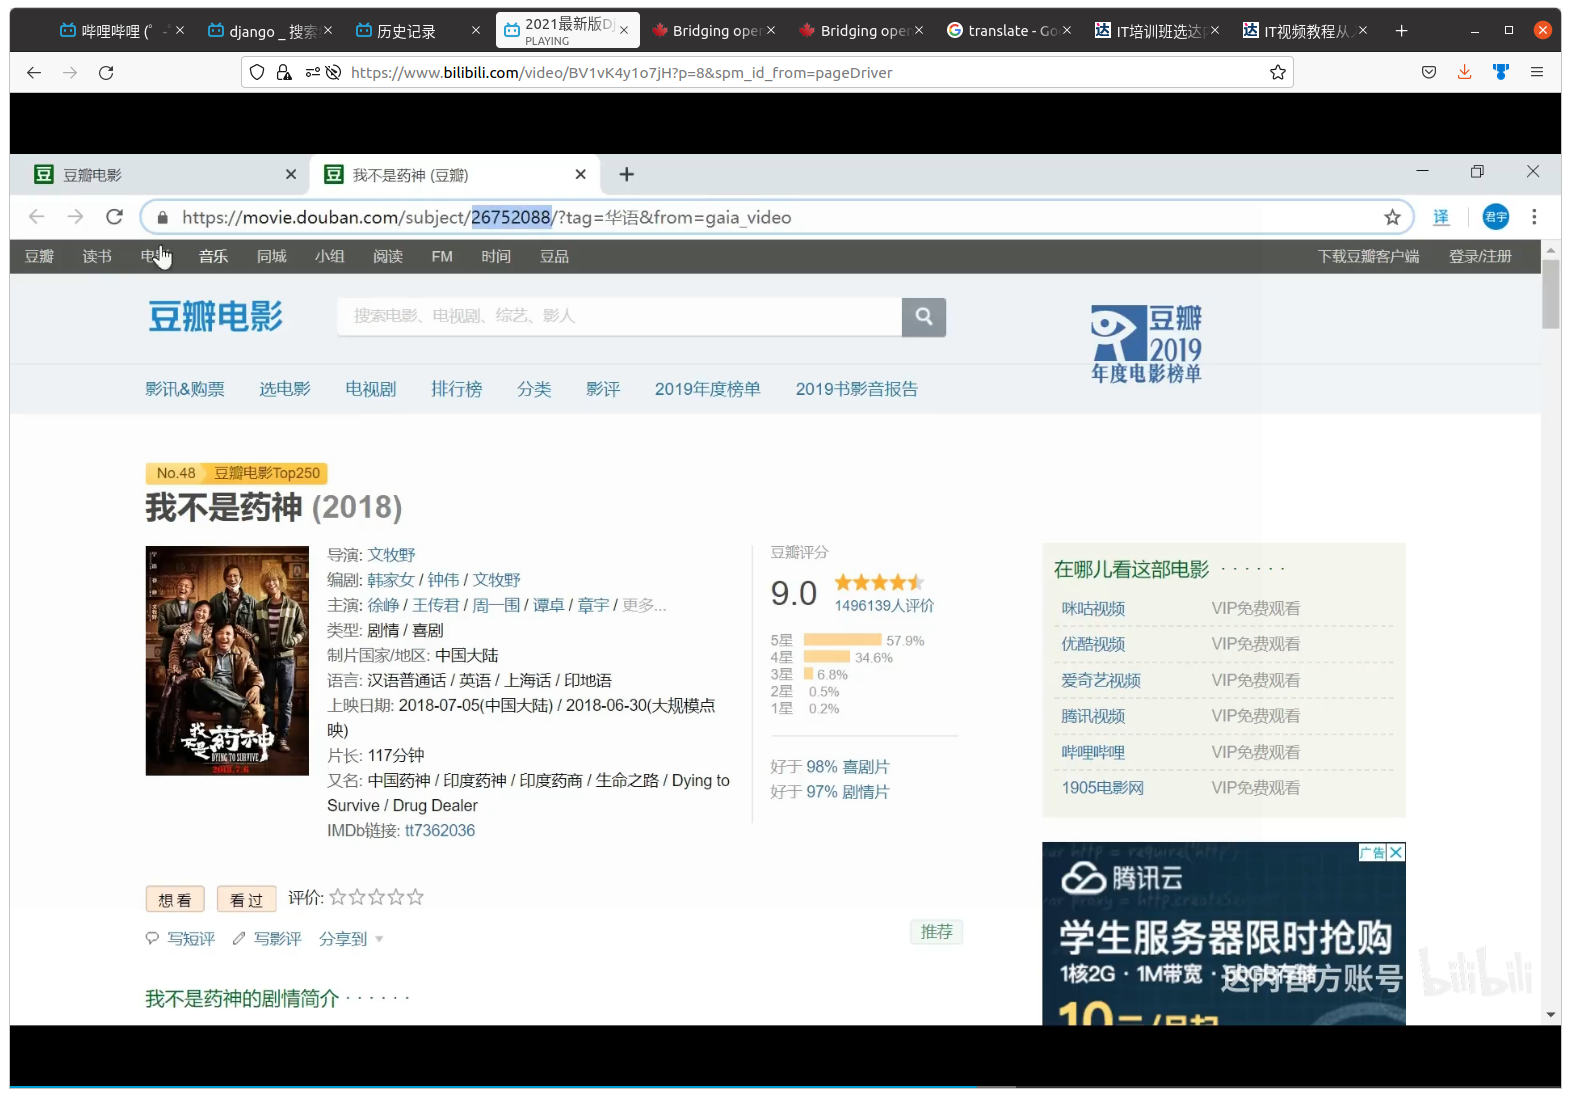 哔哩哔哩 (゜-
django _ 搜索
历史记录
2021最新版Dj
PLAYING
Bridging oper
Bridging oper
translate - Go
IT培训班选达内
IT视频教程从入
https://www.bilibili.com/video/BV1vK4y1o7jH?p=8&spm_id_from=pageDriver
豆瓣电影
我不是药神 (豆瓣)
https://movie.douban.com/subject/26752088/?tag=华语&from=gaia_video
译
君宇
豆瓣 读书 电影 音乐 同城 小组 阅读 FM 时间 豆品 下载豆瓣客户端 登录/注册
豆瓣电影
搜索电影、电视剧、综艺、影人
豆瓣
2019
年度电影榜单
影讯&购票 选电影 电视剧 排行榜 分类 影评 2019年度榜单 2019书影音报告
No.48 豆瓣电影Top250
我不是药神 (2018)
我不是药神
DYING TO SURVIVE
2018.7.6
导演: 文牧野
编剧: 韩家女 / 钟伟 / 文牧野
主演: 徐峥 / 王传君 / 周一围 / 谭卓 / 章宇 / 更多...
类型: 剧情 / 喜剧
制片国家/地区: 中国大陆
语言: 汉语普通话 / 英语 / 上海话 / 印地语
上映日期: 2018-07-05(中国大陆) / 2018-06-30(大规模点
映)
片长: 117分钟
又名: 中国药神 / 印度药神 / 印度药商 / 生命之路 / Dying to
Survive / Drug Dealer
IMDb链接: tt7362036
豆瓣评分
9.0
1496139人评价
5星 57.9%
4星 34.6%
3星 6.8%
2星 0.5%
1星 0.2%
好于 98% 喜剧片
好于 97% 剧情片
在哪儿看这部电影 · · · · · ·
咪咕视频 VIP免费观看
优酷视频 VIP免费观看
爱奇艺视频 VIP免费观看
腾讯视频 VIP免费观看
哔哩哔哩 VIP免费观看
1905电影网 VIP免费观看
想看 看过 评价:
写短评 写影评 分享到
推荐
我不是药神的剧情简介 · · · · · ·
广告
腾讯云
学生服务器限时抢购
1核2G · 1M带宽 · 50GB存储
10元/月起
达内官方账号 bilibili